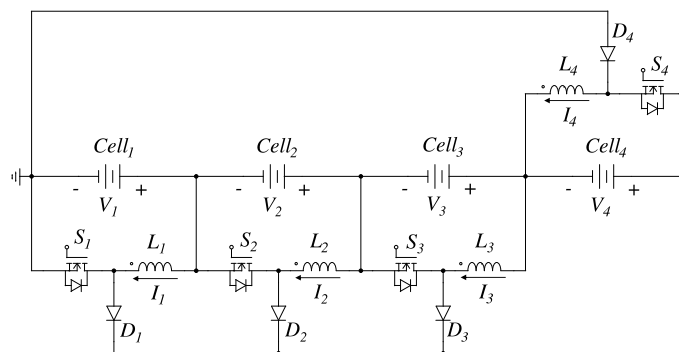 D4
L4 S4
I4
Cell1 Cell2 Cell3 Cell4
- + - + - + - +
V1 V2 V3 V4
S1 L1 S2 L2 S3 L3
I1 I2 I3
D1 D2 D3